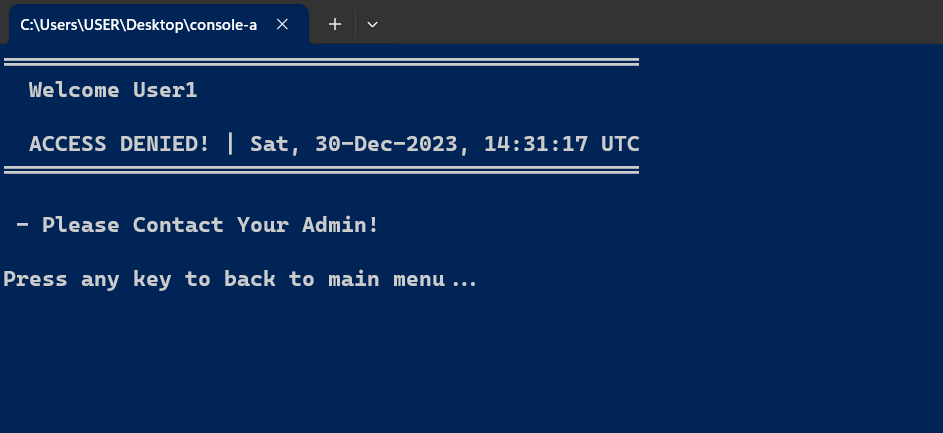 C:\Users\USER\Desktop\console-a
Welcome User1
ACCESS DENIED! | Sat, 30-Dec-2023, 14:31:17 UTC
- Please Contact Your Admin!
Press any key to back to main menu...